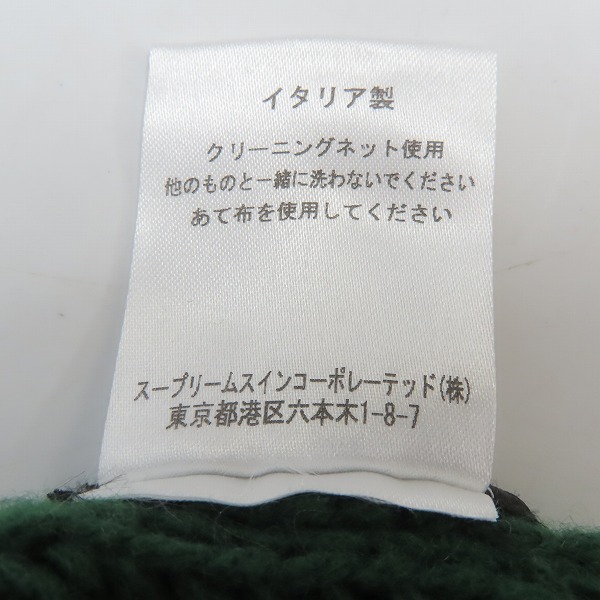 イタリア製
クリーニングネット使用
他のものと一緒に洗わないでください
あて布を使用してください
スープリームスインコーポレーテッド(株)
東京都港区六本木1-8-7